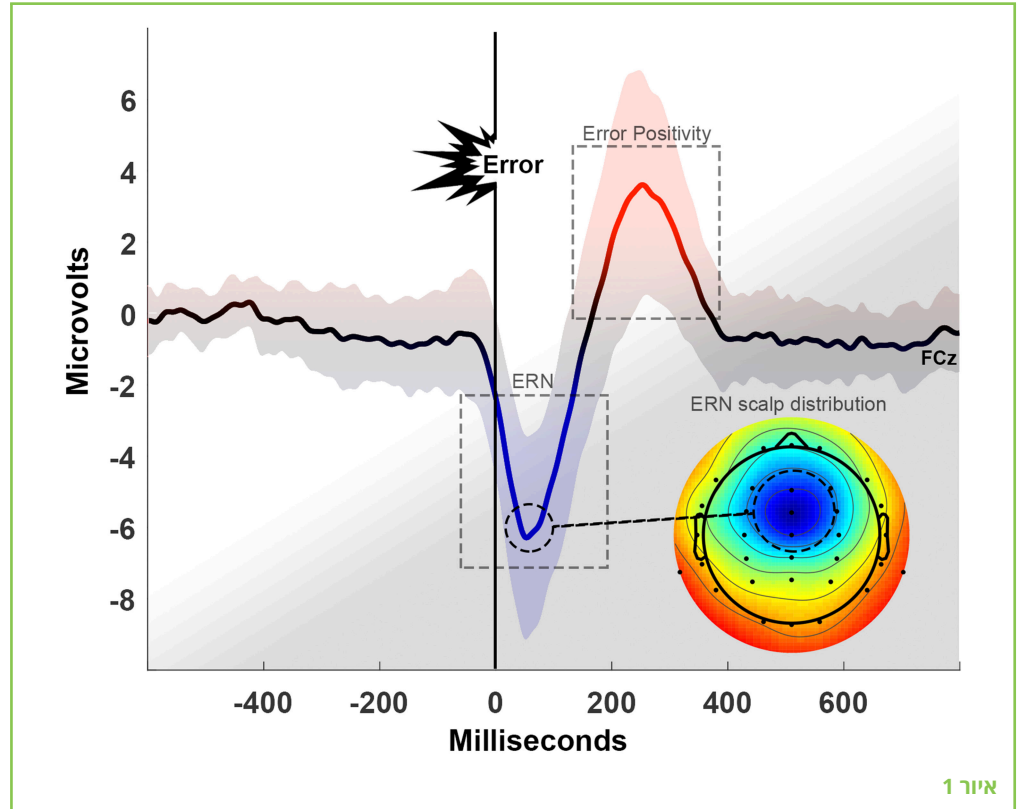 6
4
2
0
-2
-4
-6
-8
Microvolts
Error
Error Positivity
ERN
FCz
ERN scalp distribution
-400 -200 0 200 400 600
Milliseconds
איור 1